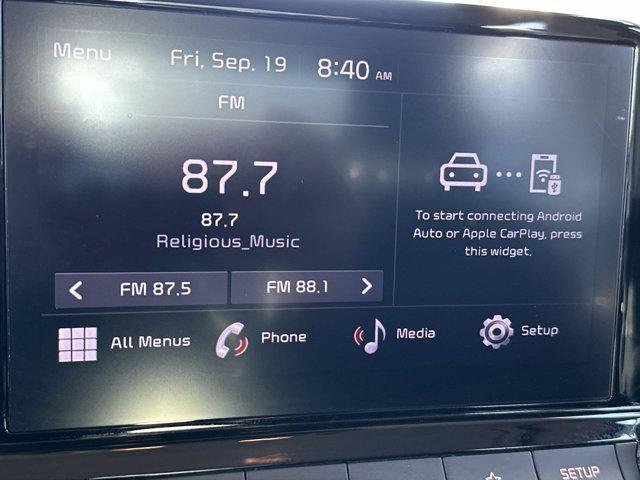 Menu
Fri, Sep. 19
8:40 AM
FM
87.7
87.7
Religious_Music
FM 87.5
FM 88.1
To start connecting Android
Auto or Apple CarPlay, press
this widget.
All Menus
Phone
Media
Setup
SETUP